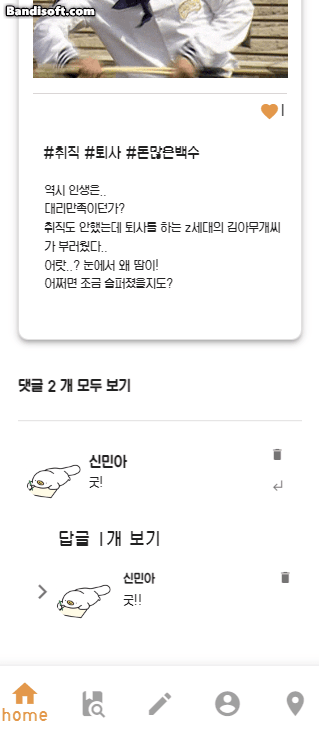 Bandisoft.com
1
#취직 #퇴사 #돈많은백수
역시 인생은..
대리만족이던가?
취직도 안했는데 퇴사를 하는 z세대의 김아무개씨
가 부러웠다..
어랏..? 눈에서 왜 땀이!
어쩌면 조금 슬퍼졌을지도?
댓글 2 개 모두 보기
신민아
굿!
답글 1개 보기
신민아
굿!!
home